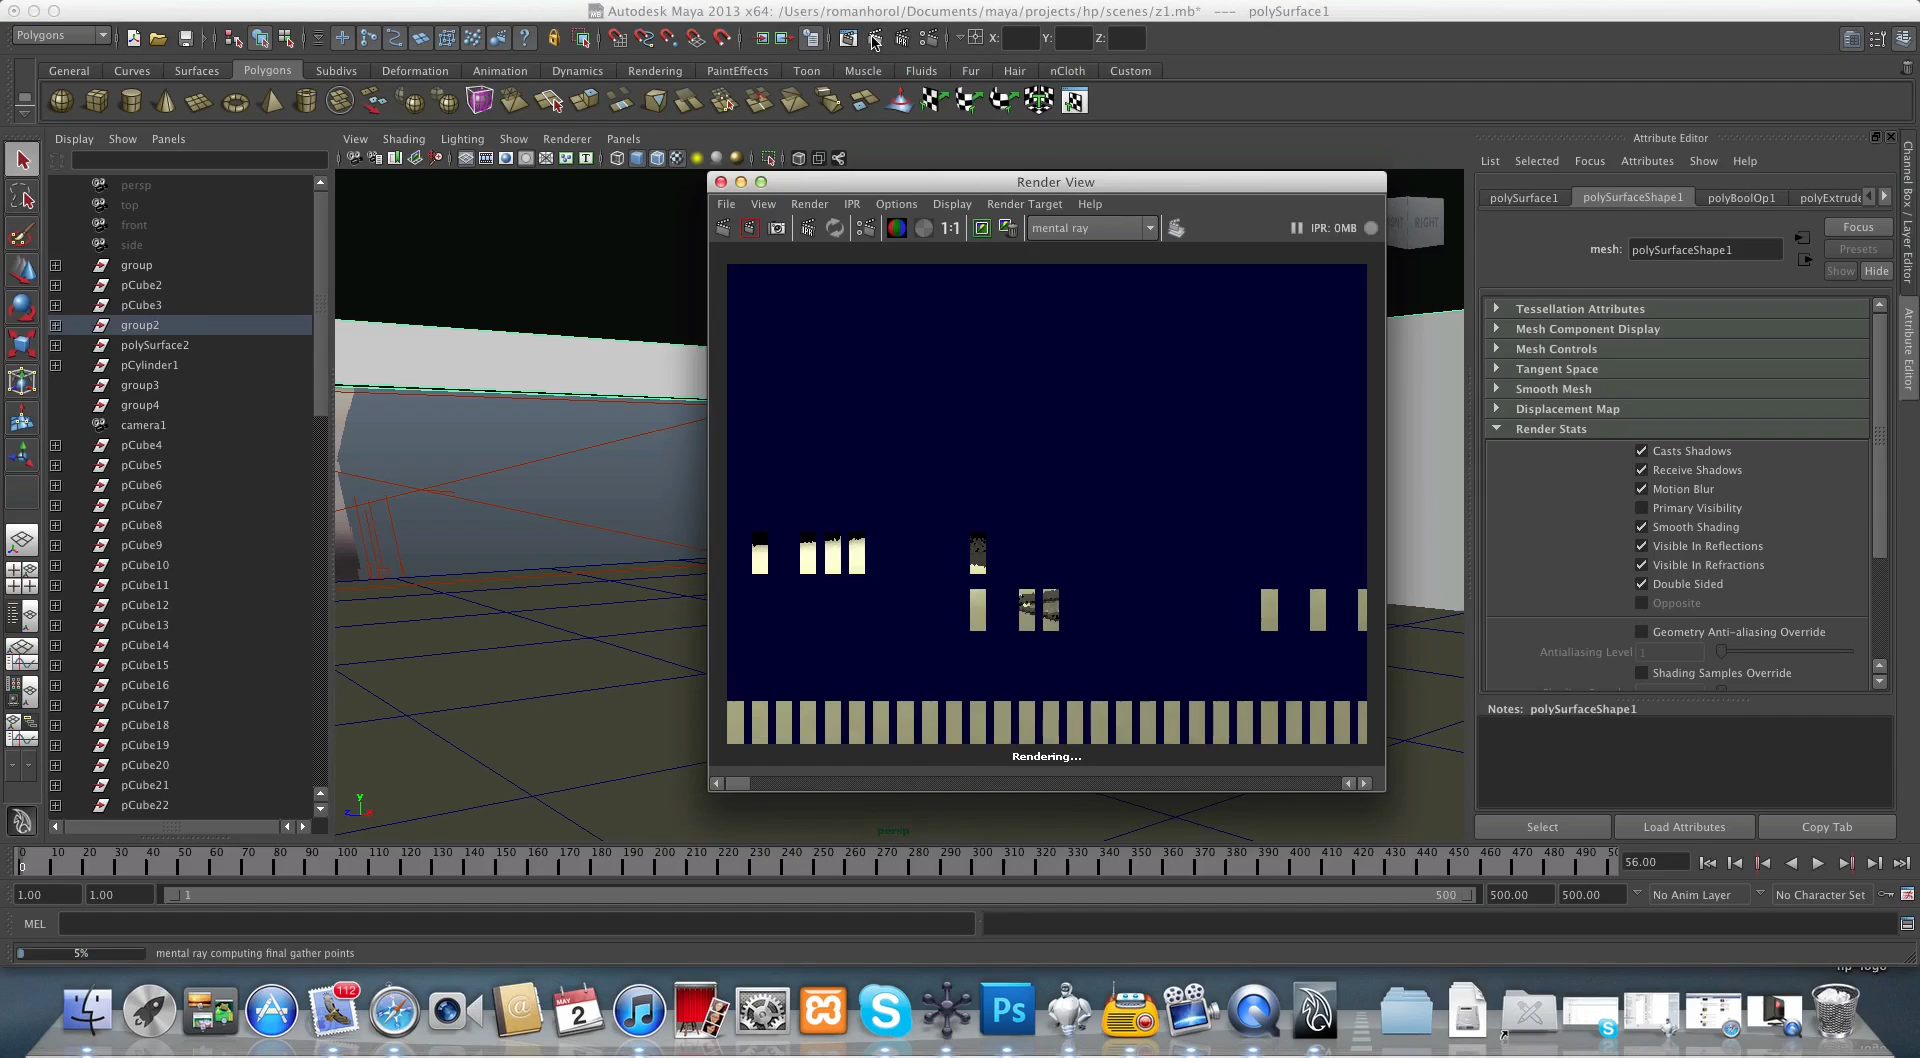 Autodesk Maya 2013 x64: /Users/romanhorol/Documents/maya/projects/hp/scenes/z1.mb* --- polySurface1
Polygons X: Y: Z:
General Curves Surfaces Polygons Subdivs Deformation Animation Dynamics Rendering PaintEffects Toon Muscle Fluids Fur Hair nCloth Custom
Display Show Panels
View Shading Lighting Show Renderer Panels
Attribute Editor
List Selected Focus Attributes Show Help
polySurface1 polySurfaceShape1 polyBoolOp1 polyExtrude
Focus
mesh: polySurfaceShape1 Presets
Show Hide
persp
top
front
side
group
pCube2
pCube3
group2
polySurface2
pCylinder1
group3
group4
camera1
pCube4
pCube5
pCube6
pCube7
pCube8
pCube9
pCube10
pCube11
pCube12
pCube13
pCube14
pCube15
pCube16
pCube17
pCube18
pCube19
pCube20
pCube21
pCube22
Render View
File View Render IPR Options Display Render Target Help
1:1 mental ray IPR: 0MB
RIGHT
Rendering...
persp
y
Tessellation Attributes
Mesh Component Display
Mesh Controls
Tangent Space
Smooth Mesh
Displacement Map
Render Stats
Casts Shadows
Receive Shadows
Motion Blur
Primary Visibility
Smooth Shading
Visible In Reflections
Visible In Refractions
Double Sided
Opposite
Geometry Anti-aliasing Override
Antialiasing Level 1
Shading Samples Override
Notes: polySurfaceShape1
Select Load Attributes Copy Tab
Channel Box / Layer Editor
Attribute Editor
0 10 20 30 40 50 60 70 80 90 100 110 120 130 140 150 160 170 180 190 200 210 220 230 240 250 260 270 280 290 300 310 320 330 340 350 360 370 380 390 400 410 420 430 440 450 460 470 480 490
0
56.00
1.00 1.00 1 500 500.00 500.00 No Anim Layer No Character Set
MEL
5% mental ray computing final gather points
112
MAY
2
Ps